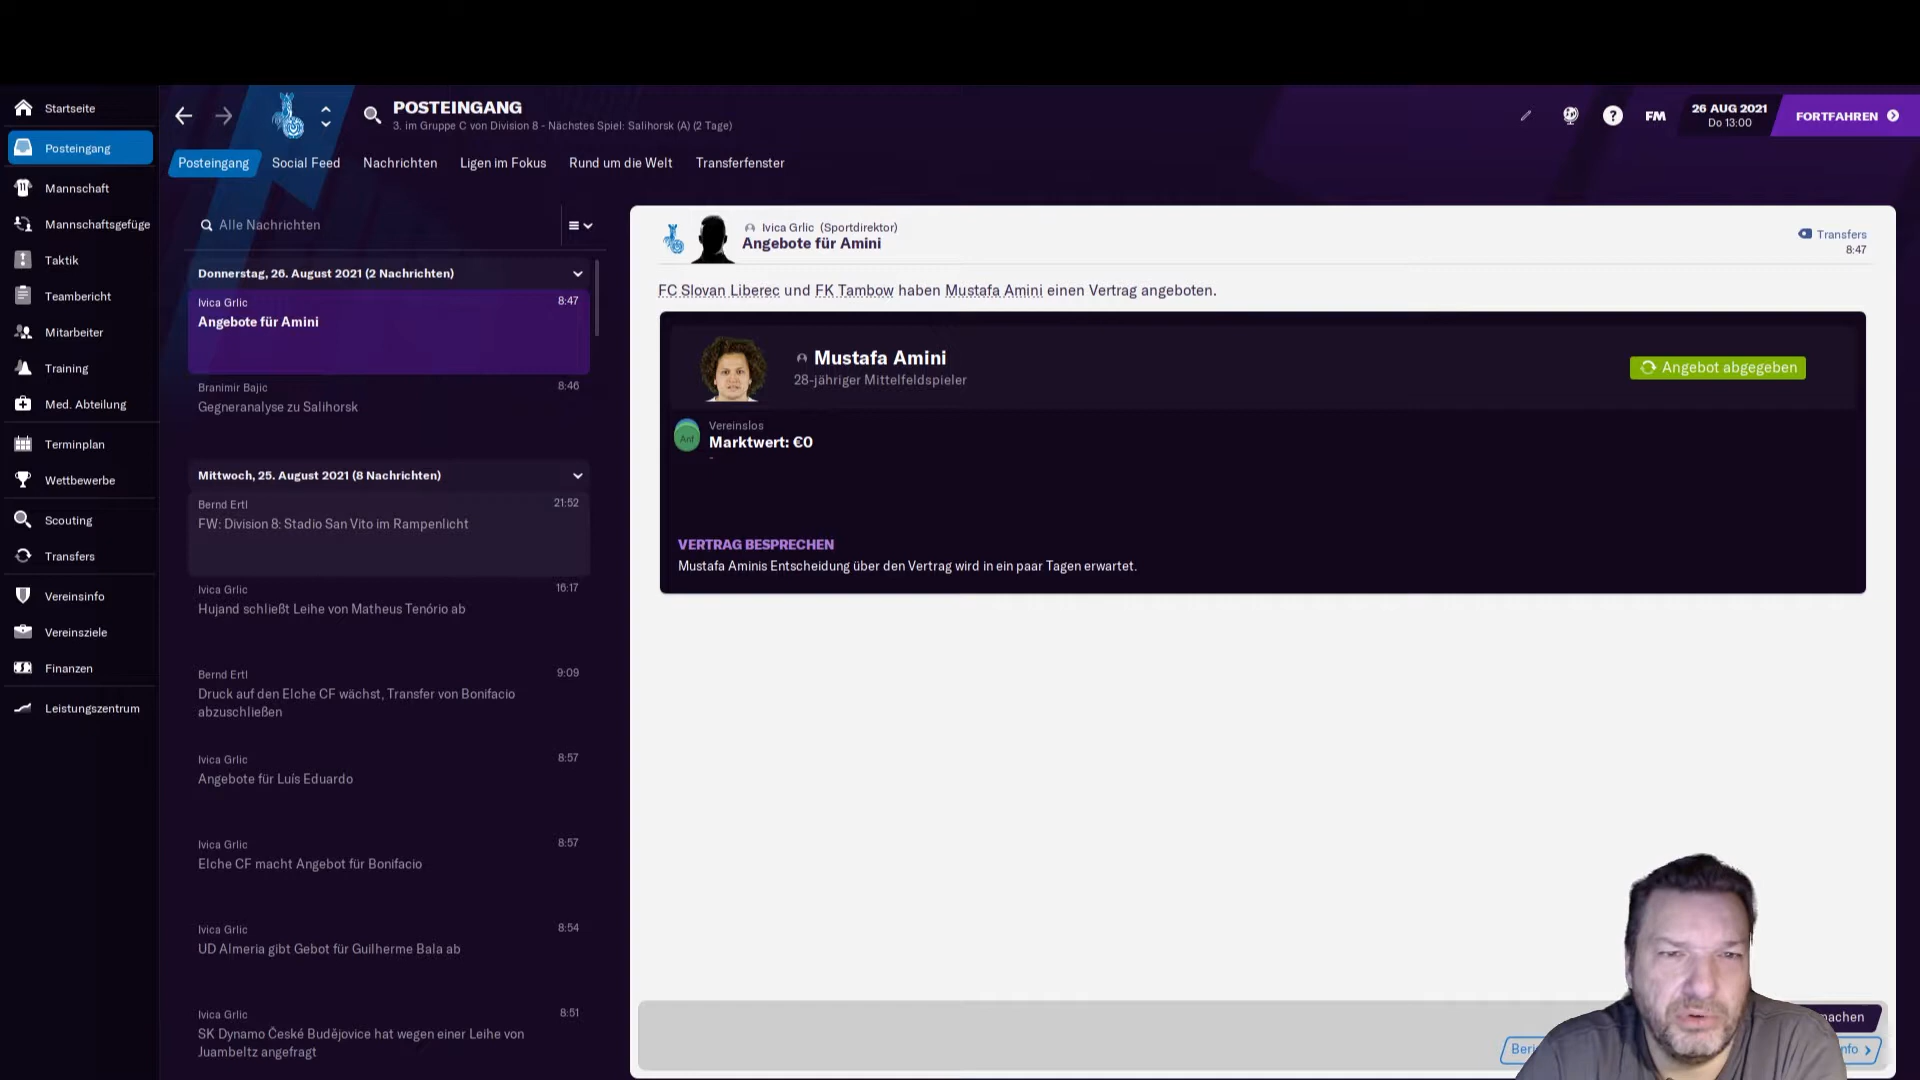 Startseite
Posteingang
Mannschaft
Mannschaftsgefüge
Taktik
Teambericht
Mitarbeiter
Training
Med. Abteilung
Terminplan
Wettbewerbe
Scouting
Transfers
Vereinsinfo
Vereinsziele
Finanzen
Leistungszentrum
POSTEINGANG
3. im Gruppe C von Division 8 - Nächstes Spiel: Salihorsk (A) (2 Tage)
FM
26 AUG 2021
Do 13:00
FORTFAHREN
Posteingang Social Feed Nachrichten Ligen im Fokus Rund um die Welt Transferfenster
Alle Nachrichten
Donnerstag, 26. August 2021 (2 Nachrichten)
Ivica Grlic 8:47
Angebote für Amini
Branimir Bajic 8:46
Gegneranalyse zu Salihorsk
Mittwoch, 25. August 2021 (8 Nachrichten)
Bernd Ertl 21:52
FW: Division 8: Stadio San Vito im Rampenlicht
Ivica Grlic 16:17
Hujand schließt Leihe von Matheus Tenório ab
Bernd Ertl 9:09
Druck auf den Elche CF wächst, Transfer von Bonifacio
abzuschließen
Ivica Grlic 8:57
Angebote für Luís Eduardo
Ivica Grlic 8:57
Elche CF macht Angebot für Bonifacio
Ivica Grlic 8:54
UD Almeria gibt Gebot für Guilherme Bala ab
Ivica Grlic 8:51
SK Dynamo České Budějovice hat wegen einer Leihe von
Juambeltz angefragt
Ivica Grlic (Sportdirektor)
Angebote für Amini
Transfers
8:47
FC Slovan Liberec und FK Tambow haben Mustafa Amini einen Vertrag angeboten.
Mustafa Amini
28-jähriger Mittelfeldspieler
Angebot abgegeben
Anf
Vereinslos
Marktwert: €0
-
VERTRAG BESPRECHEN
Mustafa Aminis Entscheidung über den Vertrag wird in ein paar Tagen erwartet.